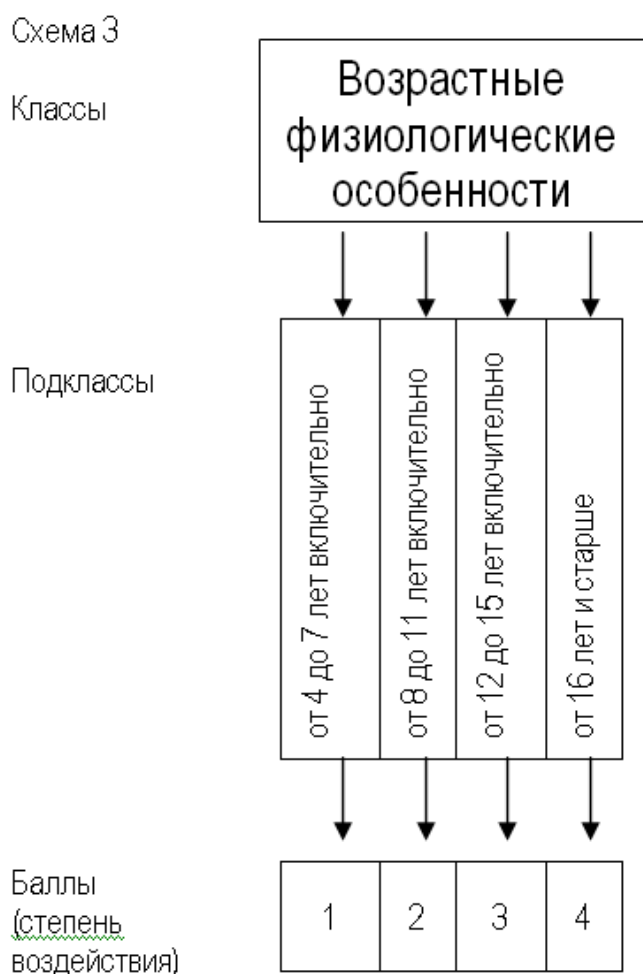 Схема 3
Классы
Возрастные
физиологические
особенности
Подклассы
от 4 до 7 лет включительно
от 8 до 11 лет включительно
от 12 до 15 лет включительно
от 16 лет и старше
Баллы
(степень
воздействия)
1
2
3
4